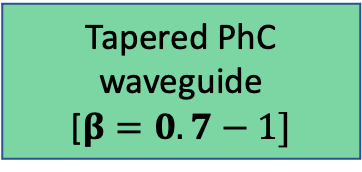 Tapered PhC
waveguide
[β = 0.7 − 1]